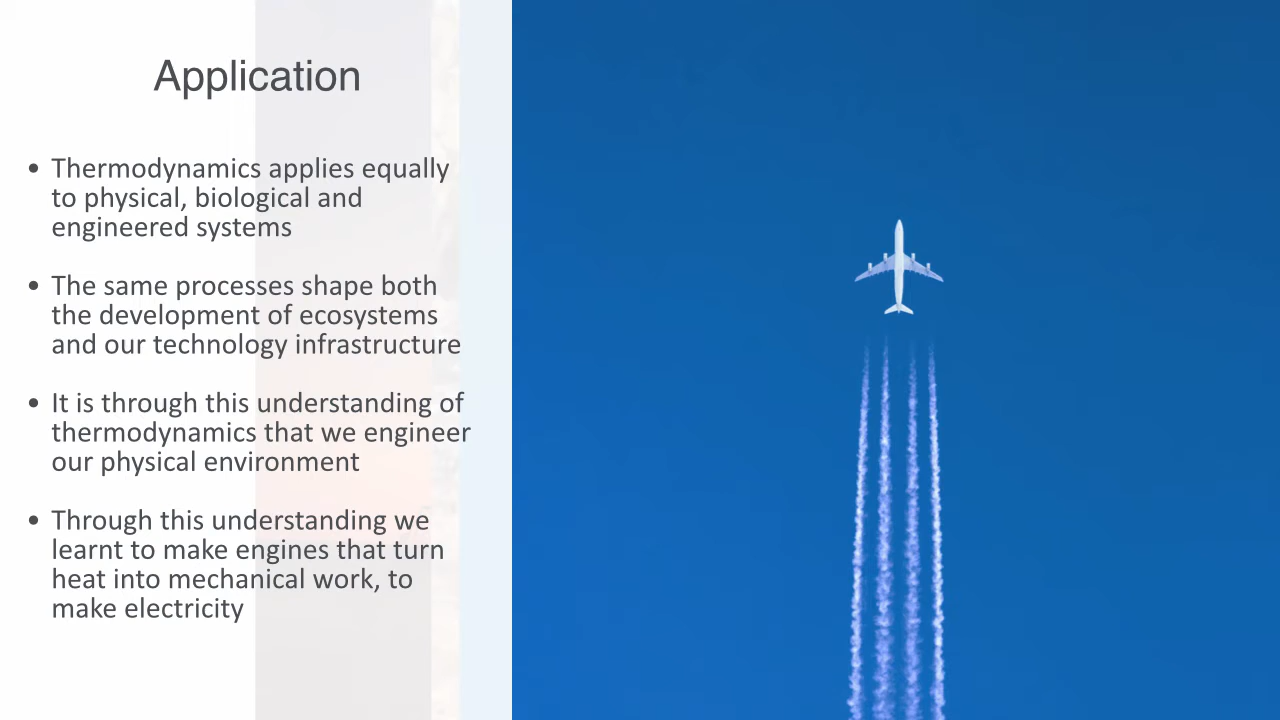 Application
• Thermodynamics applies equally
to physical, biological and
engineered systems
• The same processes shape both
the development of ecosystems
and our technology infrastructure
• It is through this understanding of
thermodynamics that we engineer
our physical environment
• Through this understanding we
learnt to make engines that turn
heat into mechanical work, to
make electricity